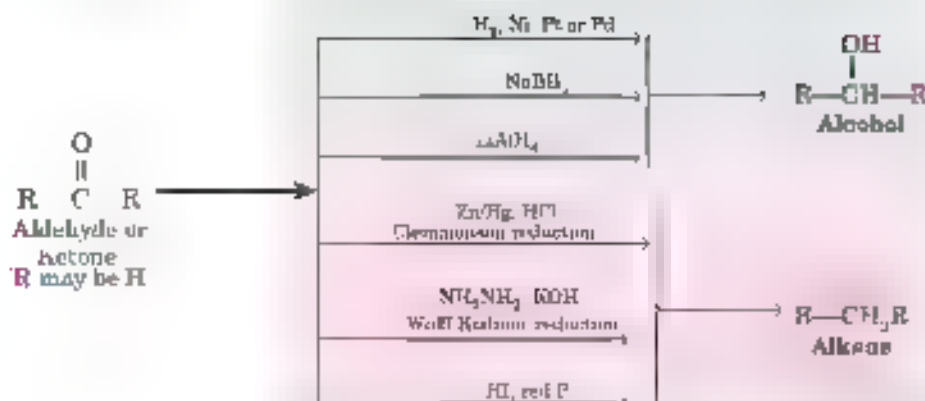 H₂, Ni Pt or Pd
NaBH₄
LiAlH₄
OH
R—CH—R
Alcohol
O
||
R C R
Aldehyde or
Ketone
R may be H
Zn/Hg, HCl
Clemmensen reduction
NH₂NH₂ KOH
Wolff Kishner reduction
R—CH₂R
Alkane
HI, red P